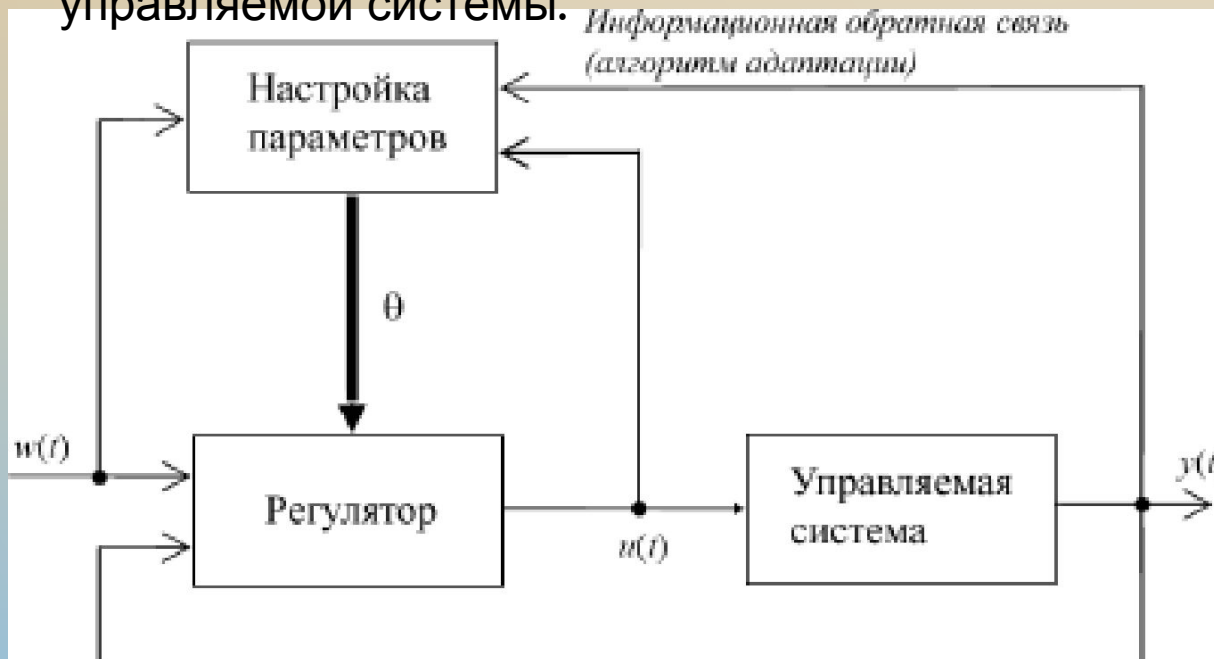 управляемой системы.
Информационная обратная связь
(алгоритм адаптации)
Настройка
параметров
θ
w(t)
Регулятор
u(t)
Управляемая
система
y(t